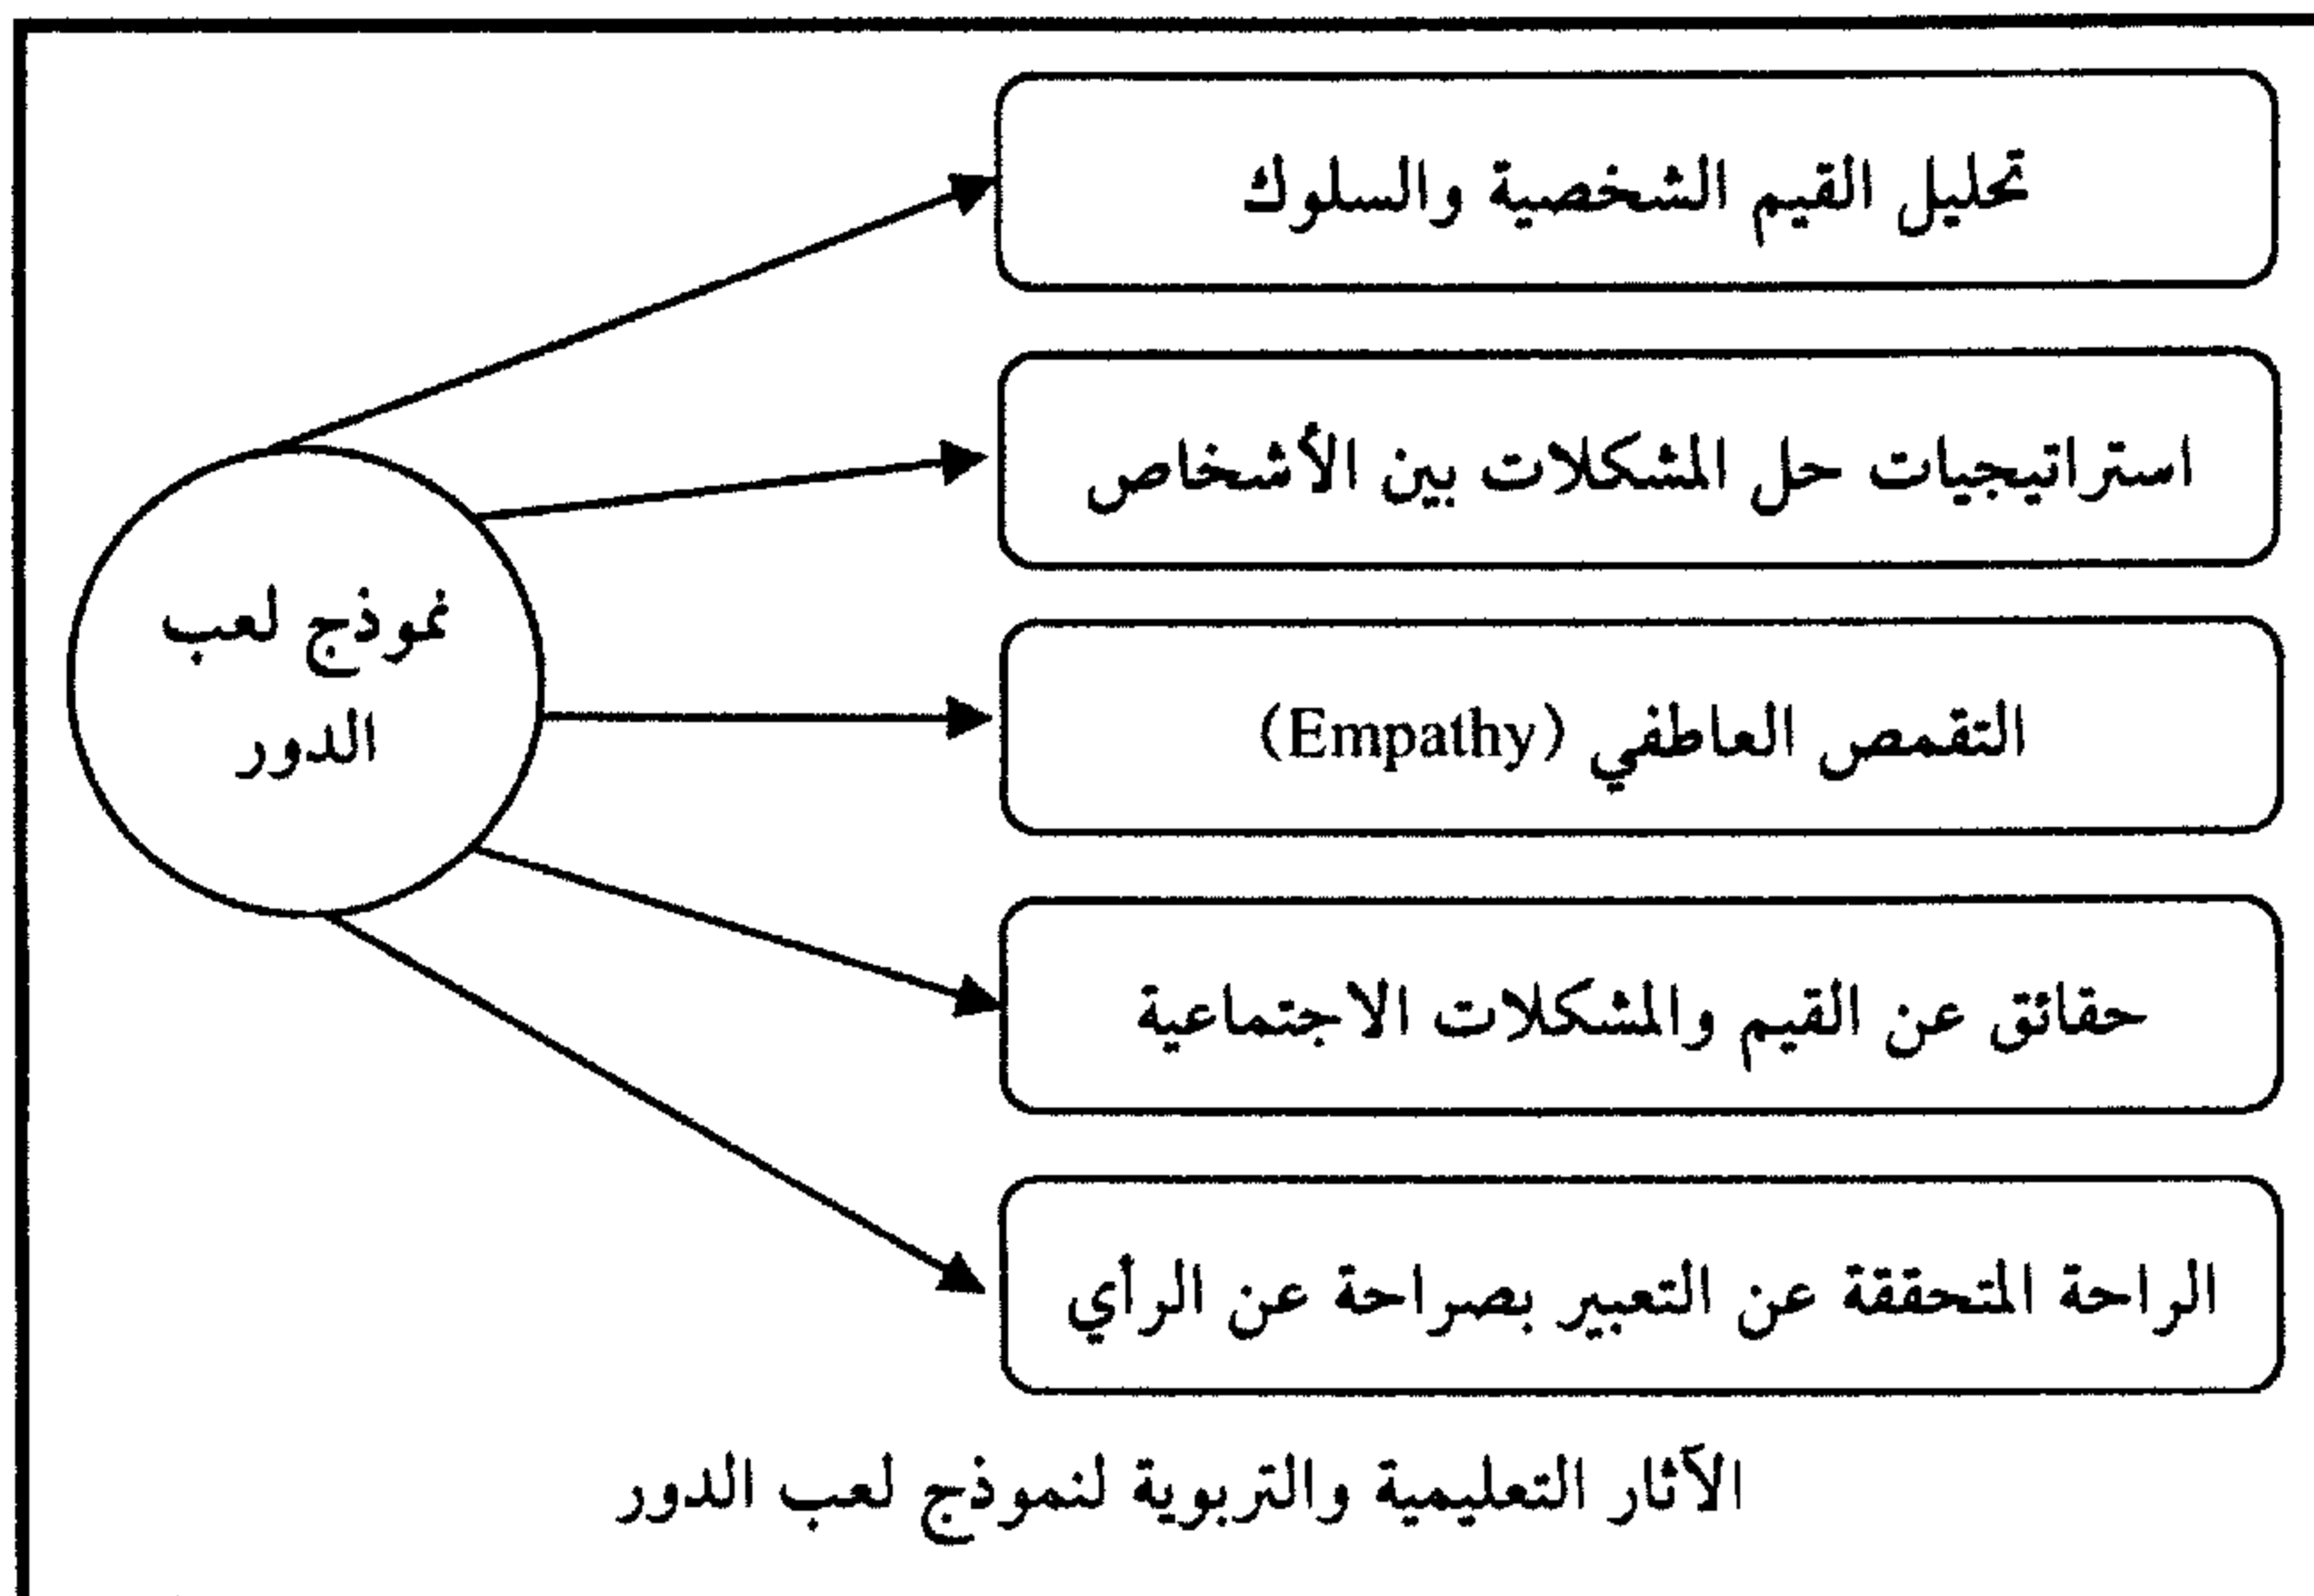 تحليل القيم الشخصية والسلوك
استراتيجيات حل المشكلات بين الأشخاص
نموذج لعب
الدور
التقمص العاطفي (Empathy)
حقائق عن القيم والمشكلات الاجتماعية
الراحة المتحققة عن التعبير بصراحة عن الرأي
الآثار التعليمية والتربوية لنموذج لعب الدور